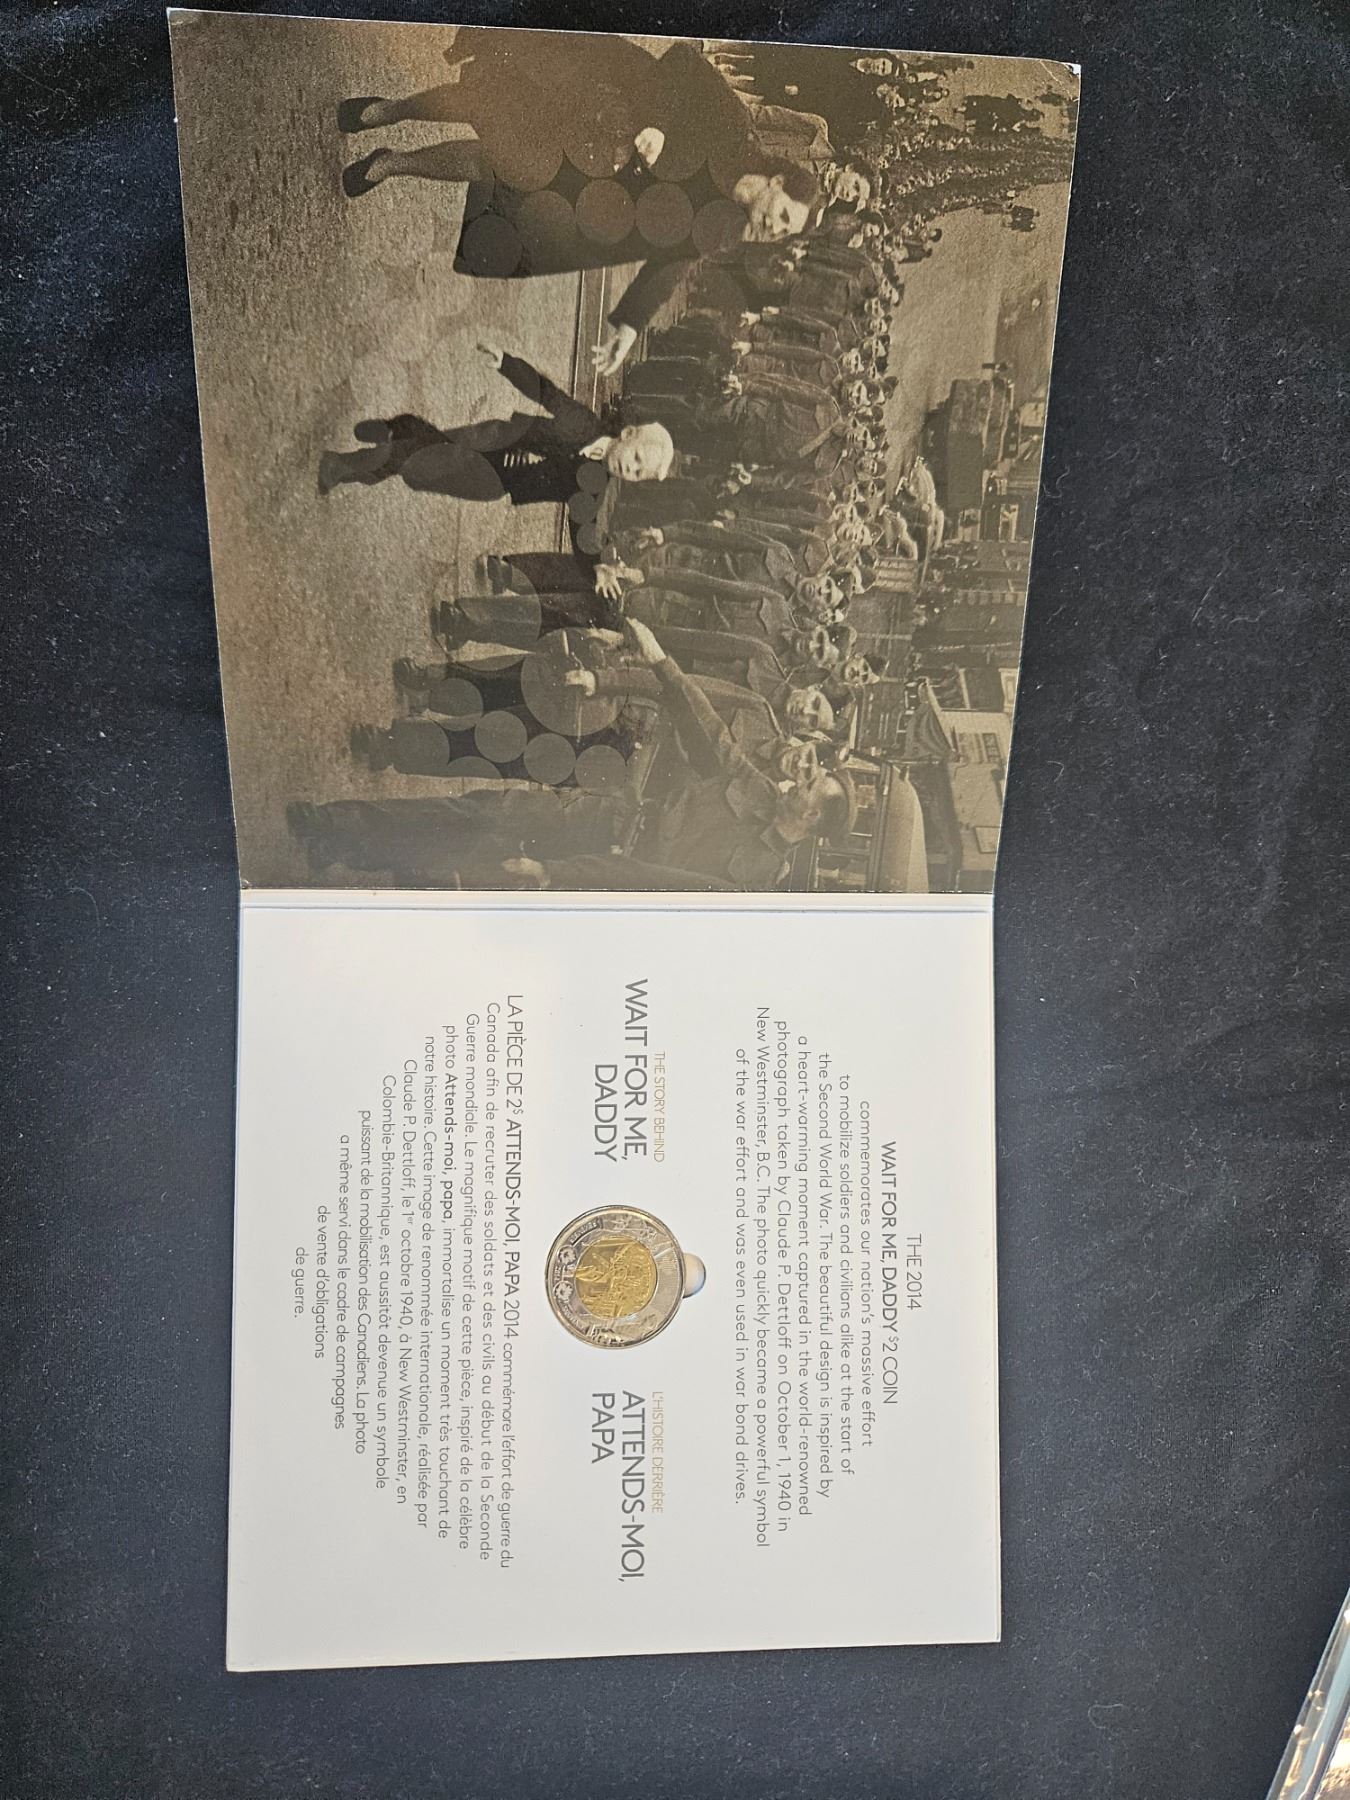 THE 2014
WAIT FOR ME, DADDY $2 COIN
commemorates our nation's massive effort
to mobilize soldiers and civilians alike at the start of
the Second World War. The beautiful design is inspired by
a heart-warming moment captured in the world-renowned
photograph taken by Claude P. Dettloff on October 1, 1940 in
New Westminster, B.C. The photo quickly became a powerful symbol
of the war effort and was even used in war bond drives.
THE STORY BEHIND
WAIT FOR ME,
DADDY
L'HISTOIRE DERRIÈRE
ATTENDS-MOI,
PAPA
LA PIÈCE DE 2$ ATTENDS-MOI, PAPA 2014 commémore l'effort de guerre du
Canada afin de recruter des soldats et des civils au début de la Seconde
Guerre mondiale. Le magnifique motif de cette pièce, inspiré de la célèbre
photo Attends-moi, papa, immortalise un moment très touchant de
notre histoire. Cette image de renommée internationale, réalisée par
Claude P. Dettloff, le 1er octobre 1940, à New Westminster, en
Colombie-Britannique, est aussitôt devenue un symbole
puissant de la mobilisation des Canadiens. La photo
a même servi dans le cadre de campagnes
de vente d'obligations
de guerre.